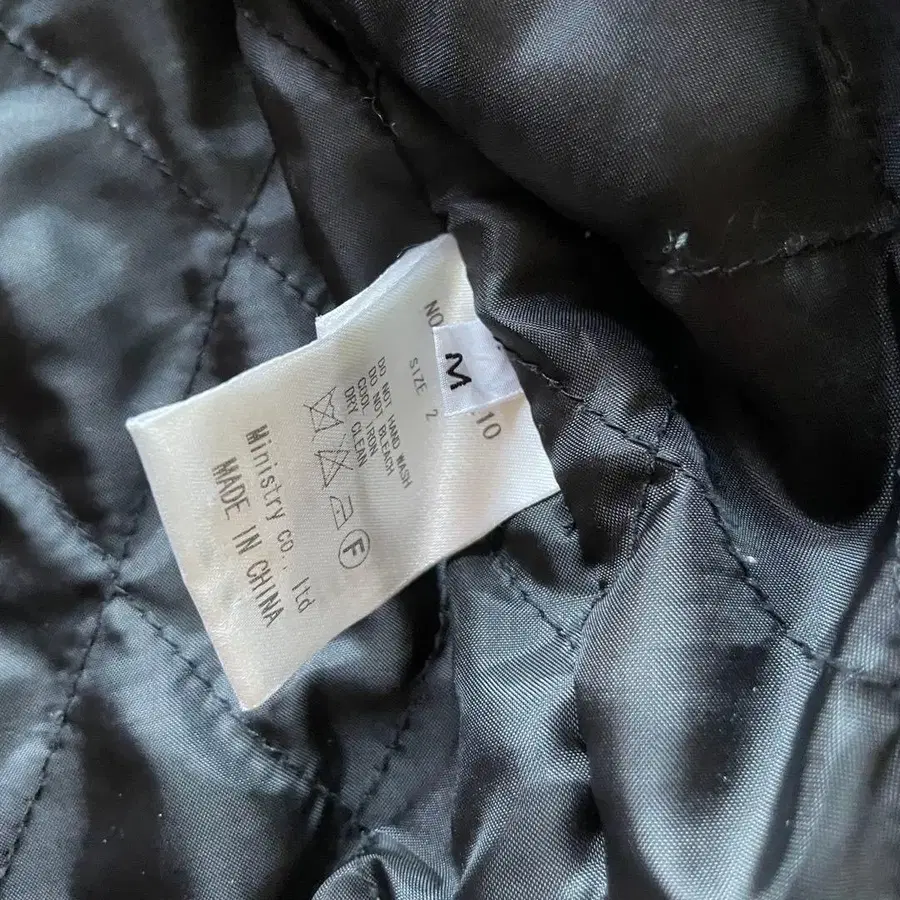 NO
10
M
SIZE 2
DO NOT HAND WASH
DO NOT BLEACH
COOL IRON
DRY CLEAN
F
Ministry co., ltd
MADE IN CHINA